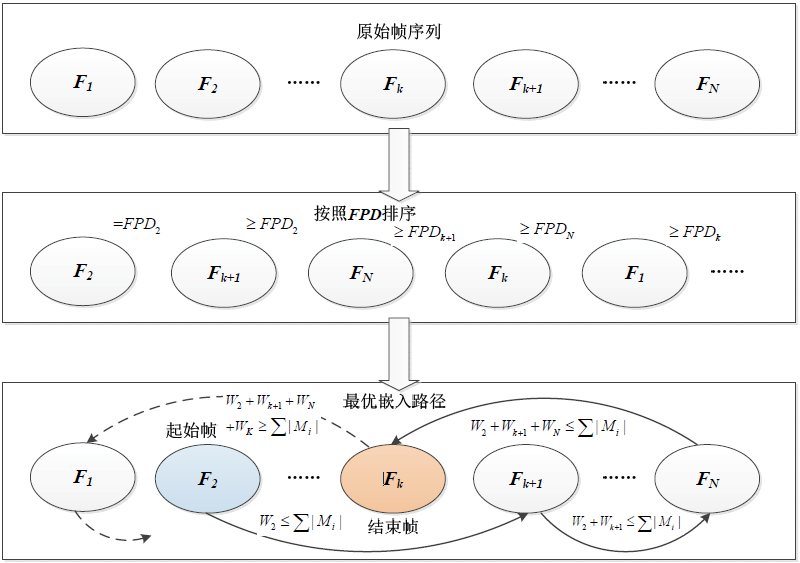 原始帧序列
F1 F2 …… Fk Fk+1 …… FN
按照FPD排序
=FPD2 ≥ FPD2 ≥ FPDk+1 ≥ FPDN ≥ FPDk
F2 Fk+1 FN Fk F1 ……
最优嵌入路径
W2 + Wk+1 + WN
+WK ≥ ∑| Mi |
W2 + Wk+1 + WN ≤ ∑| Mi |
起始帧
F1 F2 …… Fk Fk+1 …… FN
W2 ≤ ∑| Mi |
结束帧
W2 + Wk+1 ≤ ∑| Mi |